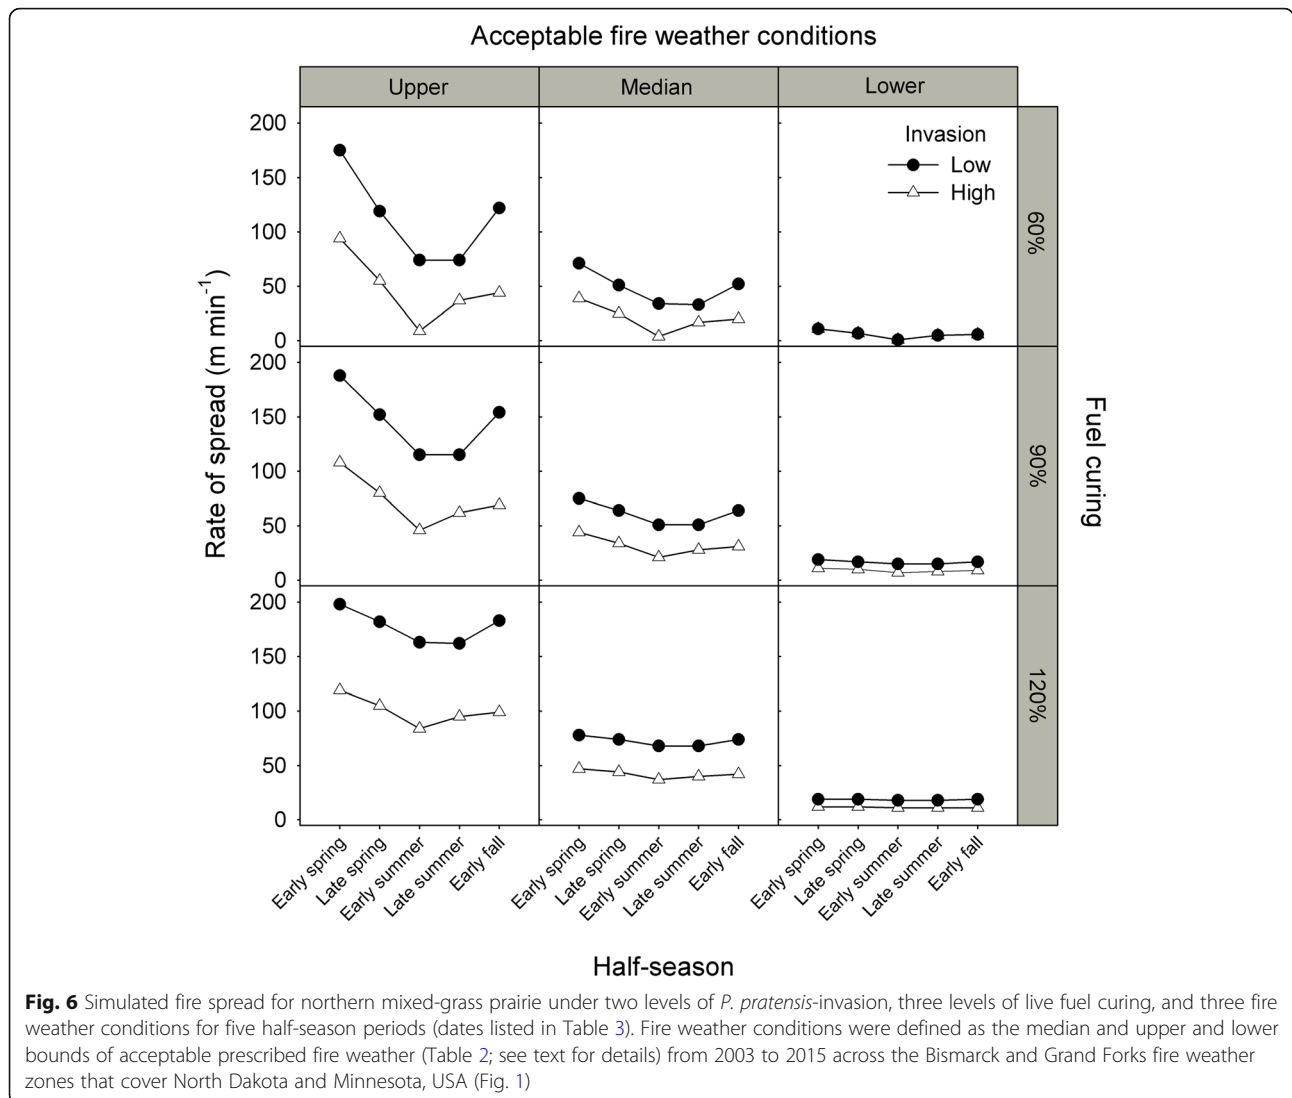 Acceptable fire weather conditions
Upper
Median
Lower
Invasion
Low
High
200
150
100
50
0
60%
200
150
100
50
0
90%
200
150
100
50
0
120%
Rate of spread (m min⁻¹)
Fuel curing
Early spring
Late spring
Early summer
Late summer
Early fall
Early spring
Late spring
Early summer
Late summer
Early fall
Early spring
Late spring
Early summer
Late summer
Early fall
Half-season
Fig. 6 Simulated fire spread for northern mixed-grass prairie under two levels of P. pratensis-invasion, three levels of live fuel curing, and three fire
weather conditions for five half-season periods (dates listed in Table 3). Fire weather conditions were defined as the median and upper and lower
bounds of acceptable prescribed fire weather (Table 2; see text for details) from 2003 to 2015 across the Bismarck and Grand Forks fire weather
zones that cover North Dakota and Minnesota, USA (Fig. 1)